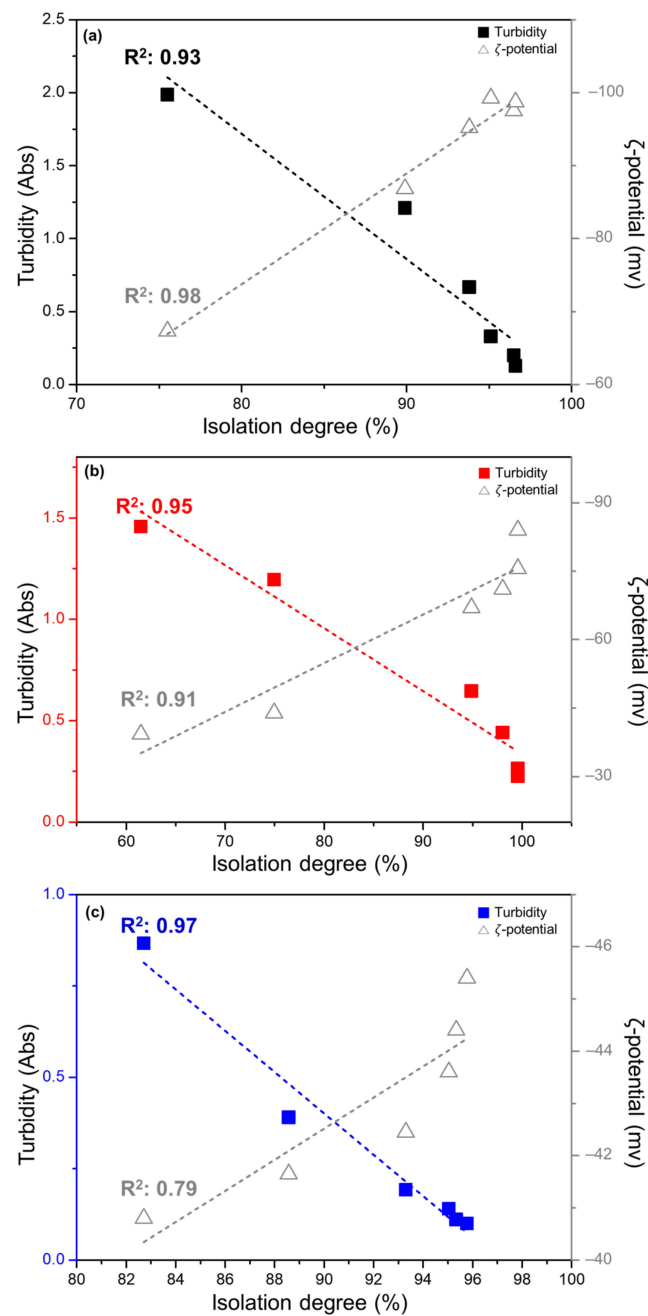 (a)
R²: 0.93
Turbidity
ζ-potential
2.5
2.0
1.5
1.0
0.5
0.0
Turbidity (Abs)
R²: 0.98
–100
–80
–60
ζ-potential (mv)
70
80
90
100
Isolation degree (%)
(b)
R²: 0.95
Turbidity
ζ-potential
1.5
1.0
0.5
0.0
Turbidity (Abs)
R²: 0.91
–90
–60
–30
ζ-potential (mv)
60
70
80
90
100
Isolation degree (%)
(c)
R²: 0.97
Turbidity
ζ-potential
1.0
0.5
0.0
Turbidity (Abs)
R²: 0.79
–46
–44
–42
–40
ζ-potential (mv)
80
82
84
86
88
90
92
94
96
98
100
Isolation degree (%)